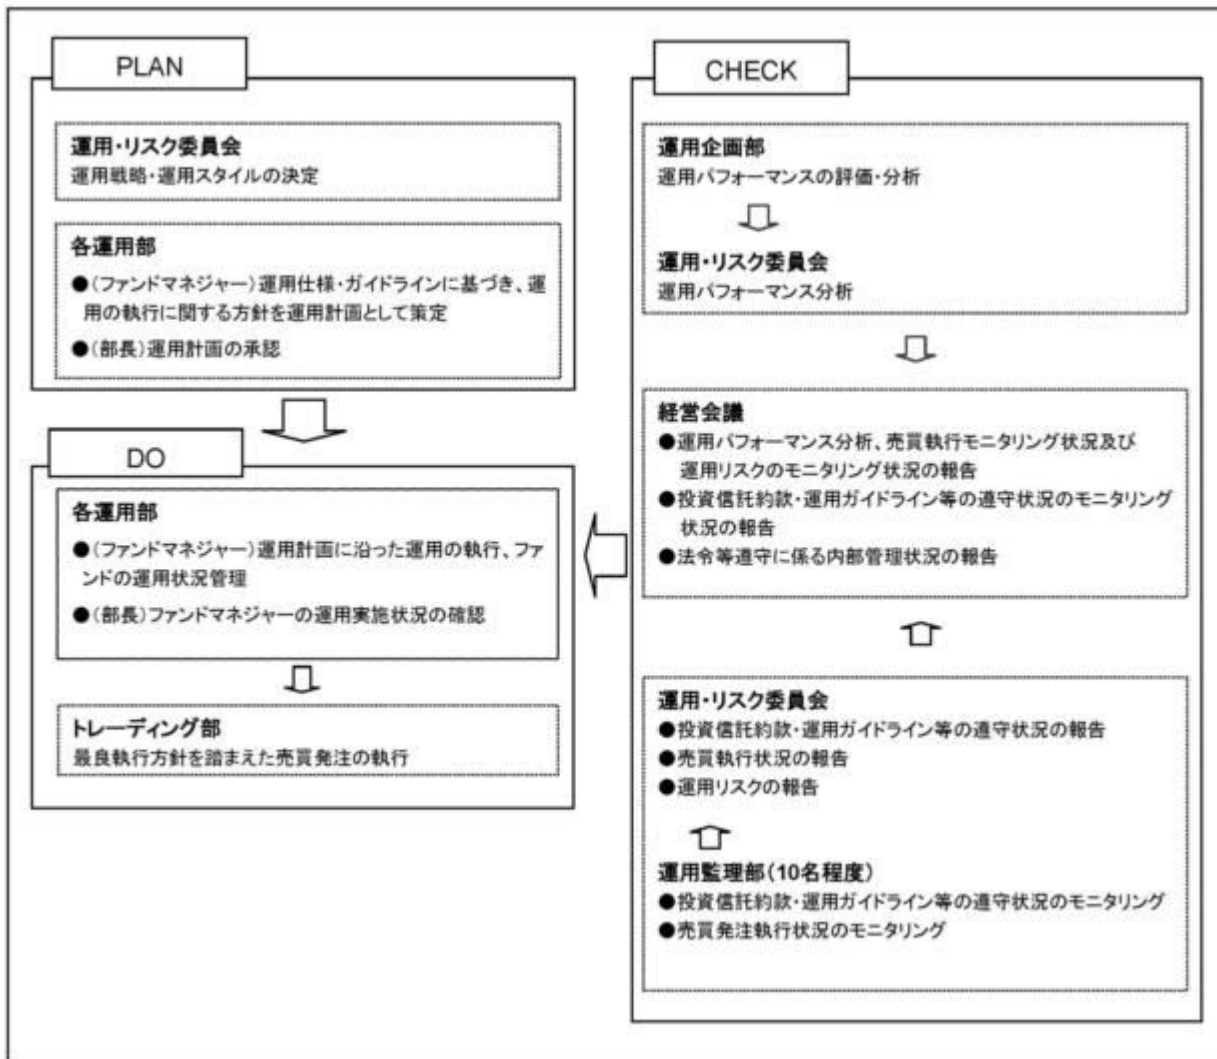 PLAN
運用・リスク委員会
運用戦略・運用スタイルの決定
各運用部
●(ファンドマネジャー)運用仕様・ガイドラインに基づき、運
用の執行に関する方針を運用計画として策定
●(部長)運用計画の承認
DO
各運用部
●(ファンドマネジャー)運用計画に沿った運用の執行、ファ
ンドの運用状況管理
●(部長)ファンドマネジャーの運用実施状況の確認
トレーディング部
最良執行方針を踏まえた売買発注の執行
CHECK
運用企画部
運用パフォーマンスの評価・分析
運用・リスク委員会
運用パフォーマンス分析
経営会議
●運用パフォーマンス分析、売買執行モニタリング状況及び
運用リスクのモニタリング状況の報告
●投資信託約款・運用ガイドライン等の遵守状況のモニタリング
状況の報告
●法令等遵守に係る内部管理状況の報告
運用・リスク委員会
●投資信託約款・運用ガイドライン等の遵守状況の報告
●売買執行状況の報告
●運用リスクの報告
運用監理部(10名程度)
●投資信託約款・運用ガイドライン等の遵守状況のモニタリング
●売買発注執行状況のモニタリング